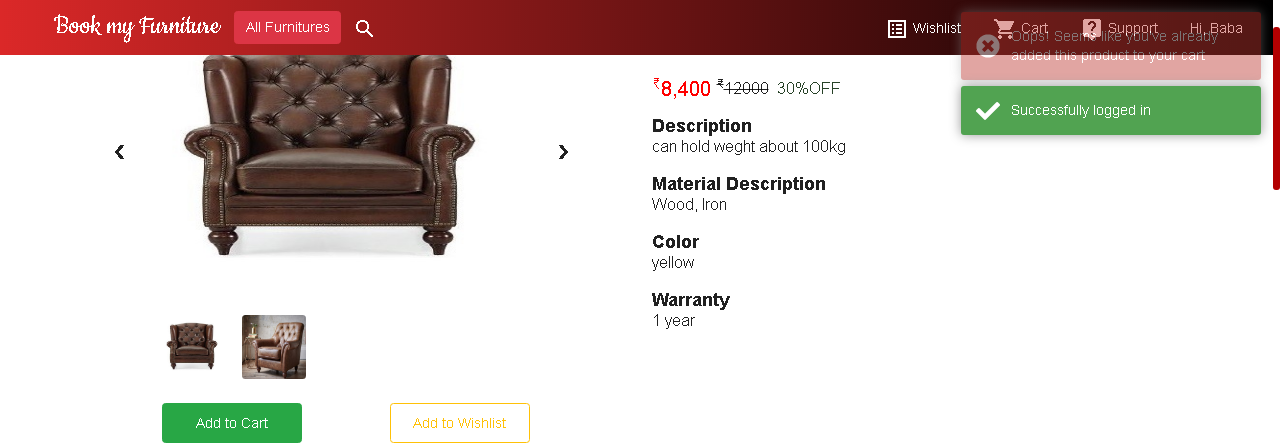 Book my Furniture
All Furnitures
Wishlist
Cart
Support
Hi, Baba
Oops! Seems like you've already
added this product to your cart
Successfully logged in
₹8,400 ₹12000 30%OFF
Description
can hold weght about 100kg
Material Description
Wood, Iron
Color
yellow
Warranty
1 year
Add to Cart
Add to Wishlist